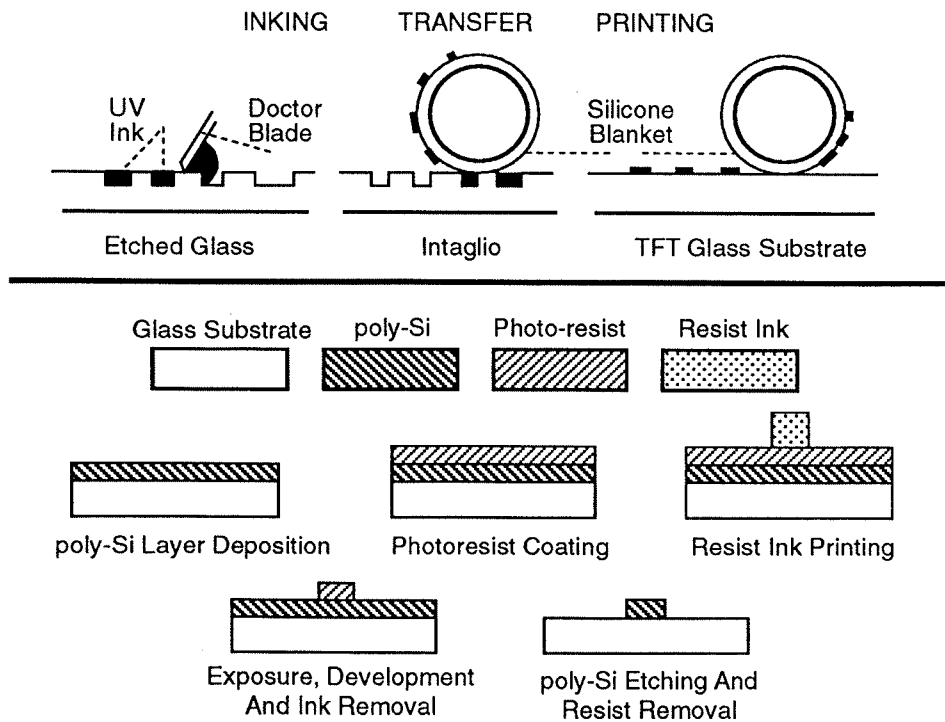 INKING TRANSFER PRINTING
UV
Ink
Doctor
Blade
Silicone
Blanket
Etched Glass
Intaglio
TFT Glass Substrate
Glass Substrate
poly-Si
Photo-resist
Resist Ink
poly-Si Layer Deposition
Photoresist Coating
Resist Ink Printing
Exposure, Development
And Ink Removal
poly-Si Etching And
Resist Removal